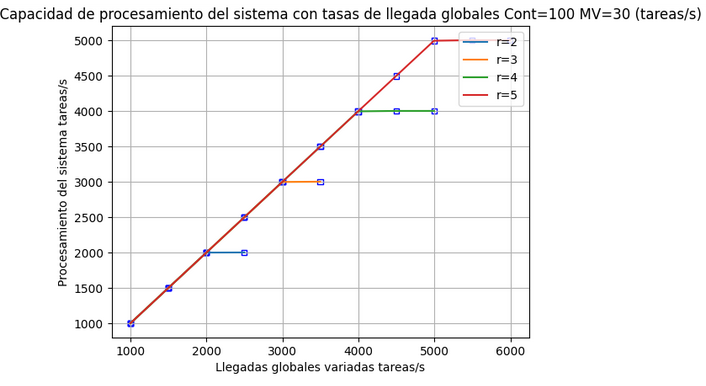 Capacidad de procesamiento del sistema con tasas de llegada globales Cont=100 MV=30 (tareas/s)
Procesamiento del sistema tareas/s
5000
4500
4000
3500
3000
2500
2000
1500
1000
r=2
r=3
r=4
r=5
1000 2000 3000 4000 5000 6000
Llegadas globales variadas tareas/s